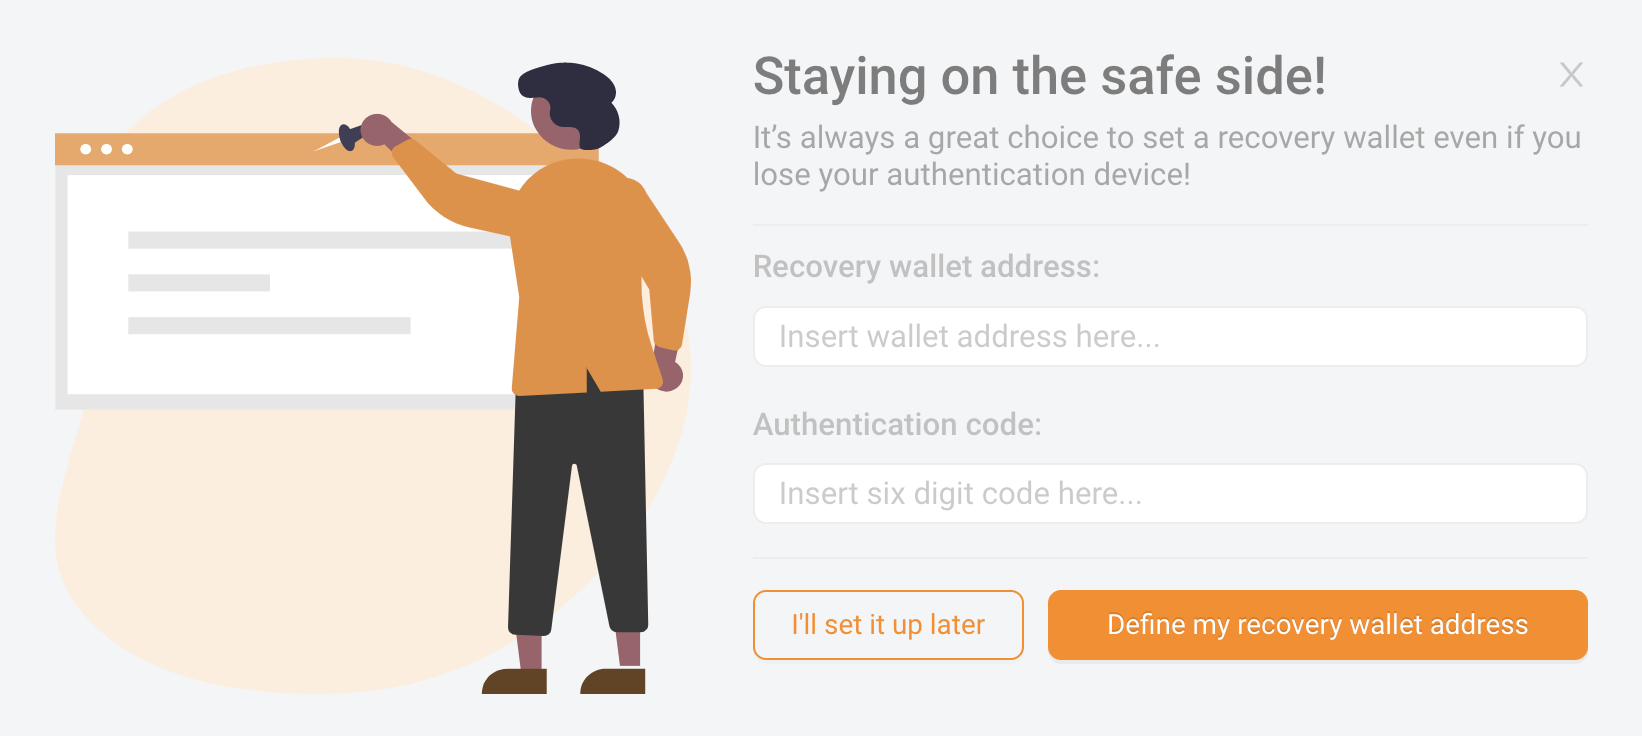 Staying on the safe side!
X
It’s always a great choice to set a recovery wallet even if you
lose your authentication device!
Recovery wallet address:
Insert wallet address here...
Authentication code:
Insert six digit code here...
I'll set it up later
Define my recovery wallet address